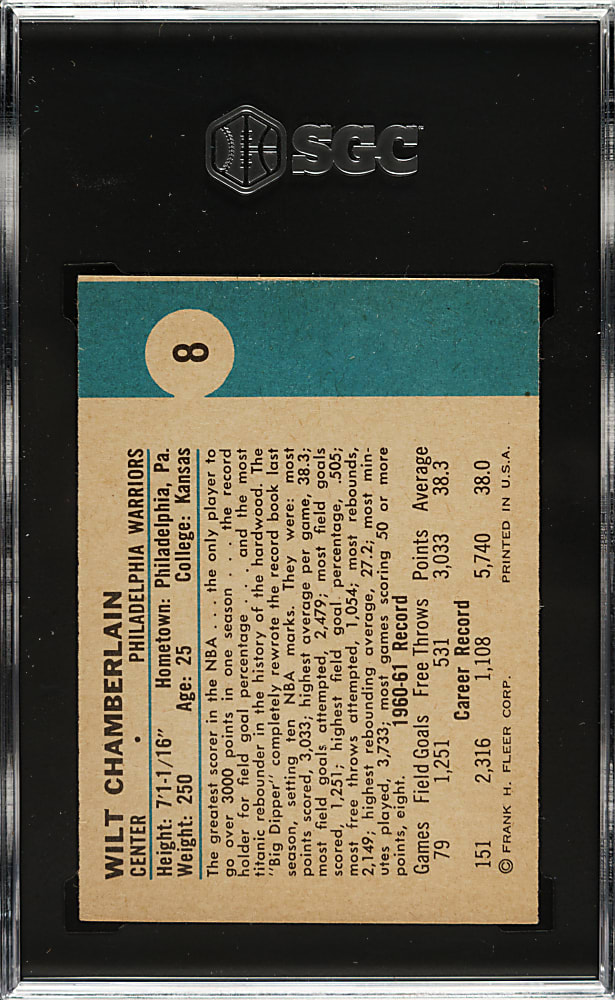 SGC
8
WILT CHAMBERLAIN
CENTER • PHILADELPHIA WARRIORS
Height: 7'1-1/16" Hometown: Philadelphia, Pa.
Weight: 250 Age: 25 College: Kansas
The greatest scorer in the NBA . . . the only player to
go over 3000 points in one season . . . . the record
holder for field goal percentage . . . . and the most
titanic rebounder in the history of the hardwood. The
"Big Dipper" completely rewrote the record book last
season, setting ten NBA marks. They were: most
points scored, 3,033; highest average per game, 38.3;
most field goals attempted, 2,479; most field goals
scored, 1,251; highest field goal percentage, .505;
most free throws attempted, 1,054; most rebounds,
2,149; highest rebounding average, 27.2; most min-
utes played, 3,733; most games scoring 50 or more
points, eight.
1960-61 Record
Games Field Goals Free Throws Points Average
79 1,251 531 3,033 38.3
Career Record
151 2,316 1,108 5,740 38.0
© FRANK H. FLEER CORP. PRINTED IN U.S.A.